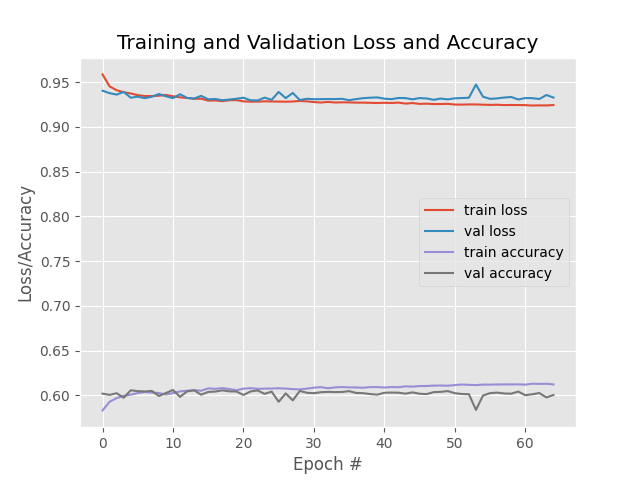 Training and Validation Loss and Accuracy
Loss/Accuracy
0.95
0.90
0.85
0.80
0.75
0.70
0.65
0.60
train loss
val loss
train accuracy
val accuracy
0 10 20 30 40 50 60
Epoch #